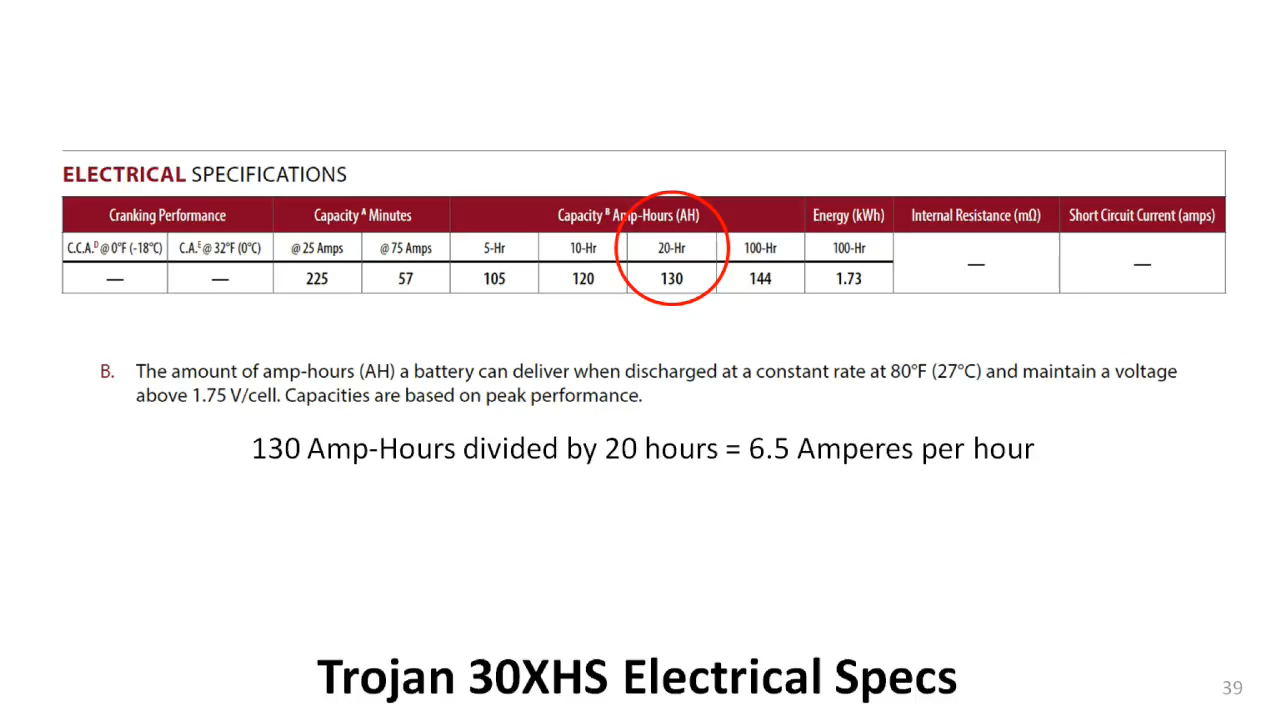 ELECTRICAL SPECIFICATIONS
Cranking Performance Capacity A Minutes Capacity B Amp-Hours (AH) Energy (kWh) Internal Resistance (mΩ) Short Circuit Current (amps)
C.C.A.D @ 0°F (-18°C) C.A.E @ 32°F (0°C) @ 25 Amps @ 75 Amps 5-Hr 10-Hr 20-Hr 100-Hr 100-Hr — —
— — 225 57 105 120 130 144 1.73
B. The amount of amp-hours (AH) a battery can deliver when discharged at a constant rate at 80°F (27°C) and maintain a voltage
above 1.75 V/cell. Capacities are based on peak performance.
130 Amp-Hours divided by 20 hours = 6.5 Amperes per hour
Trojan 30XHS Electrical Specs
39